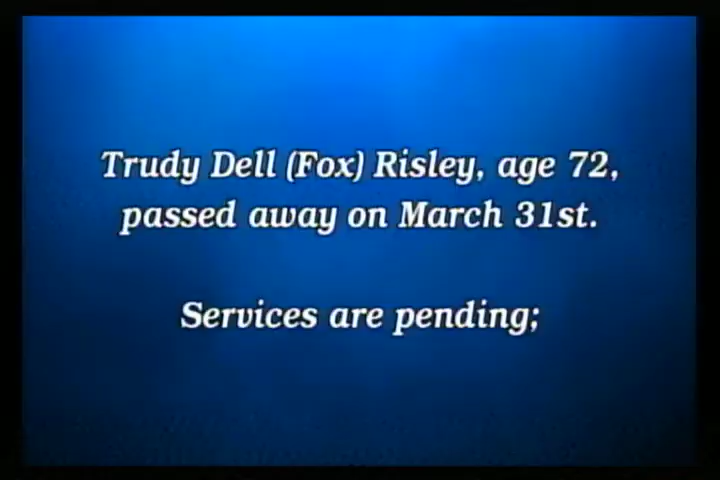 Trudy Dell (Fox) Risley, age 72,
passed away on March 31st.
Services are pending;